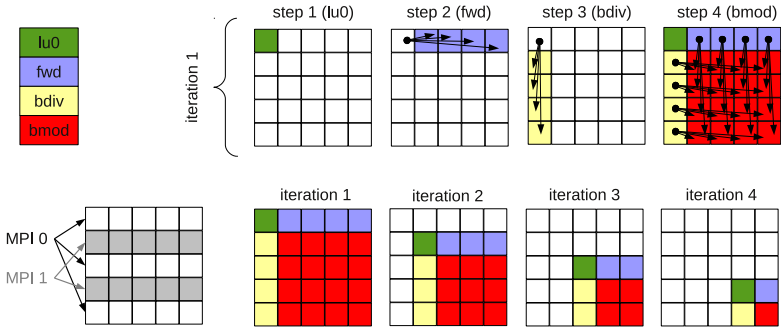 step 1 (lu0)
step 2 (fwd)
step 3 (bdiv)
step 4 (bmod)
lu0
fwd
bdiv
bmod
iteration 1
iteration 1
iteration 2
iteration 3
iteration 4
MPI 0
MPI 1